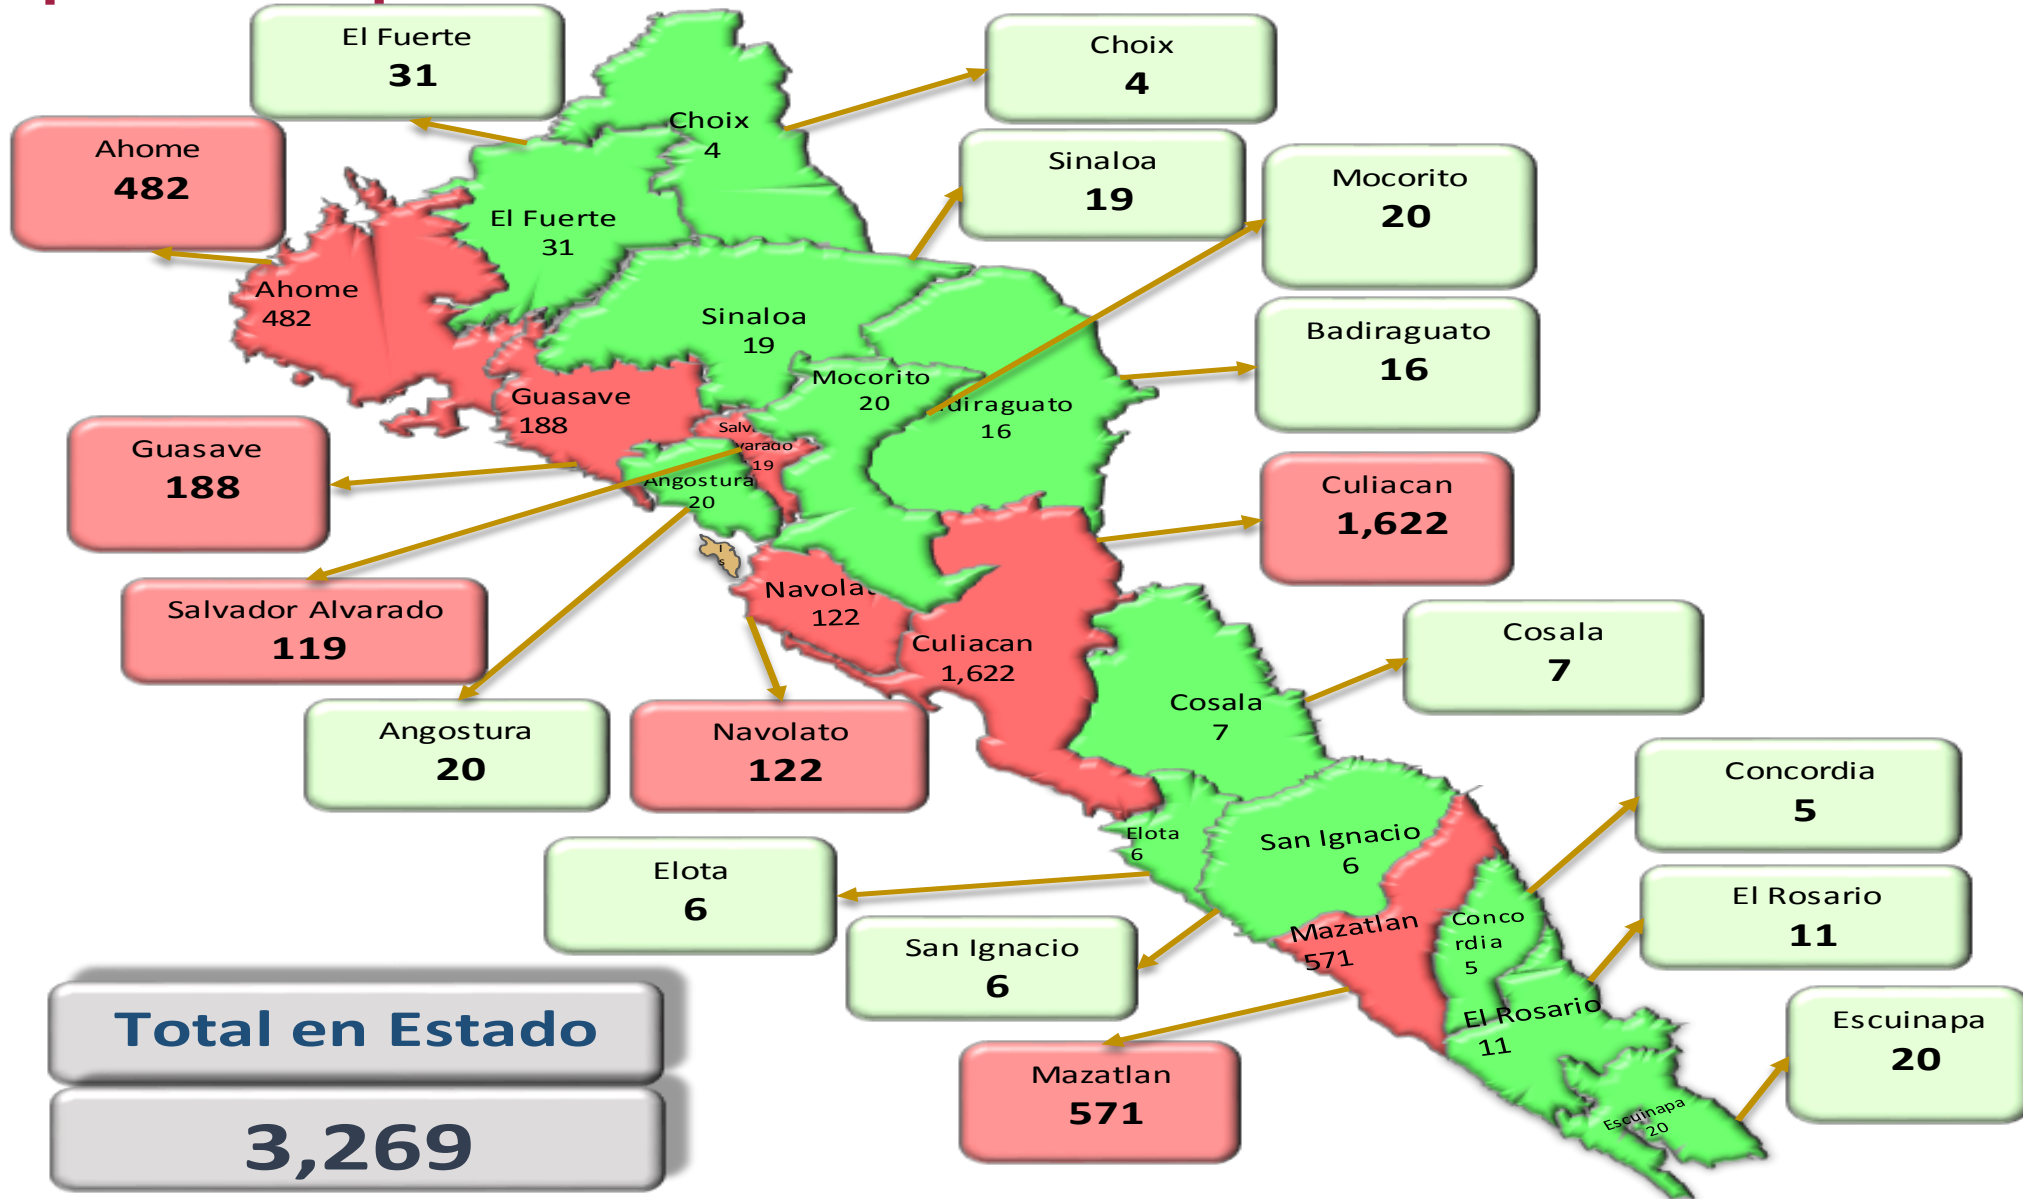 El Fuerte
31
Choix
4
Ahome
482
Sinaloa
19
Mocorito
20
Badiraguato
16
Guasave
188
Culiacan
1,622
Salvador Alvarado
119
Cosala
7
Angostura
20
Navolato
122
Concordia
5
Elota
6
El Rosario
11
San Ignacio
6
Escuinapa
20
Mazatlan
571
Choix
4
El Fuerte
31
Ahome
482
Sinaloa
19
Mocorito
20
diraguato
16
Guasave
188
Salv
varado
19
Angostura
20
Navolat
122
Culiacan
1,622
Cosala
7
Elota
6
San Ignacio
6
Mazatlan
571
Conco
rdia
5
El Rosario
11
Escuinapa
20
Total en Estado
3,269